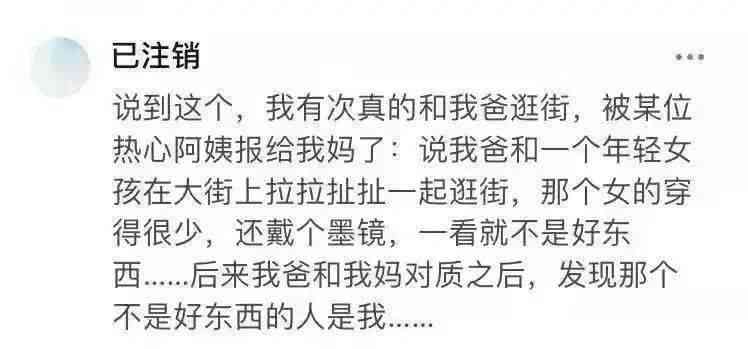 已注销
说到这个，我有次真的和我爸逛街，被某位
热心阿姨报给我妈了：说我爸和一个年轻女
孩在大街上拉拉扯扯一起逛街，那个女的穿
得很少，还戴个墨镜，一看就不是好东
西……后来我爸和我妈对质之后，发现那个
不是好东西的人是我……